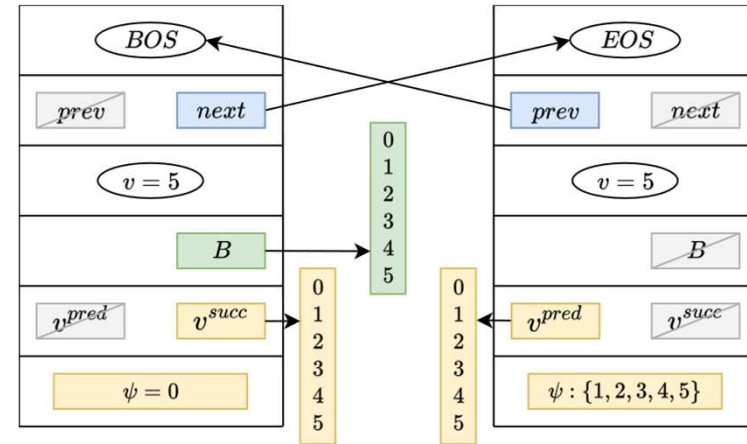 BOS
EOS
prev next
prev next
v = 5
v = 5
0
1
2
3
4
5
B
B
v^{pred} v^{succ}
0
1
2
3
4
5
0
1
2
3
4
5
v^{pred} v^{succ}
ψ = 0
ψ : {1, 2, 3, 4, 5}